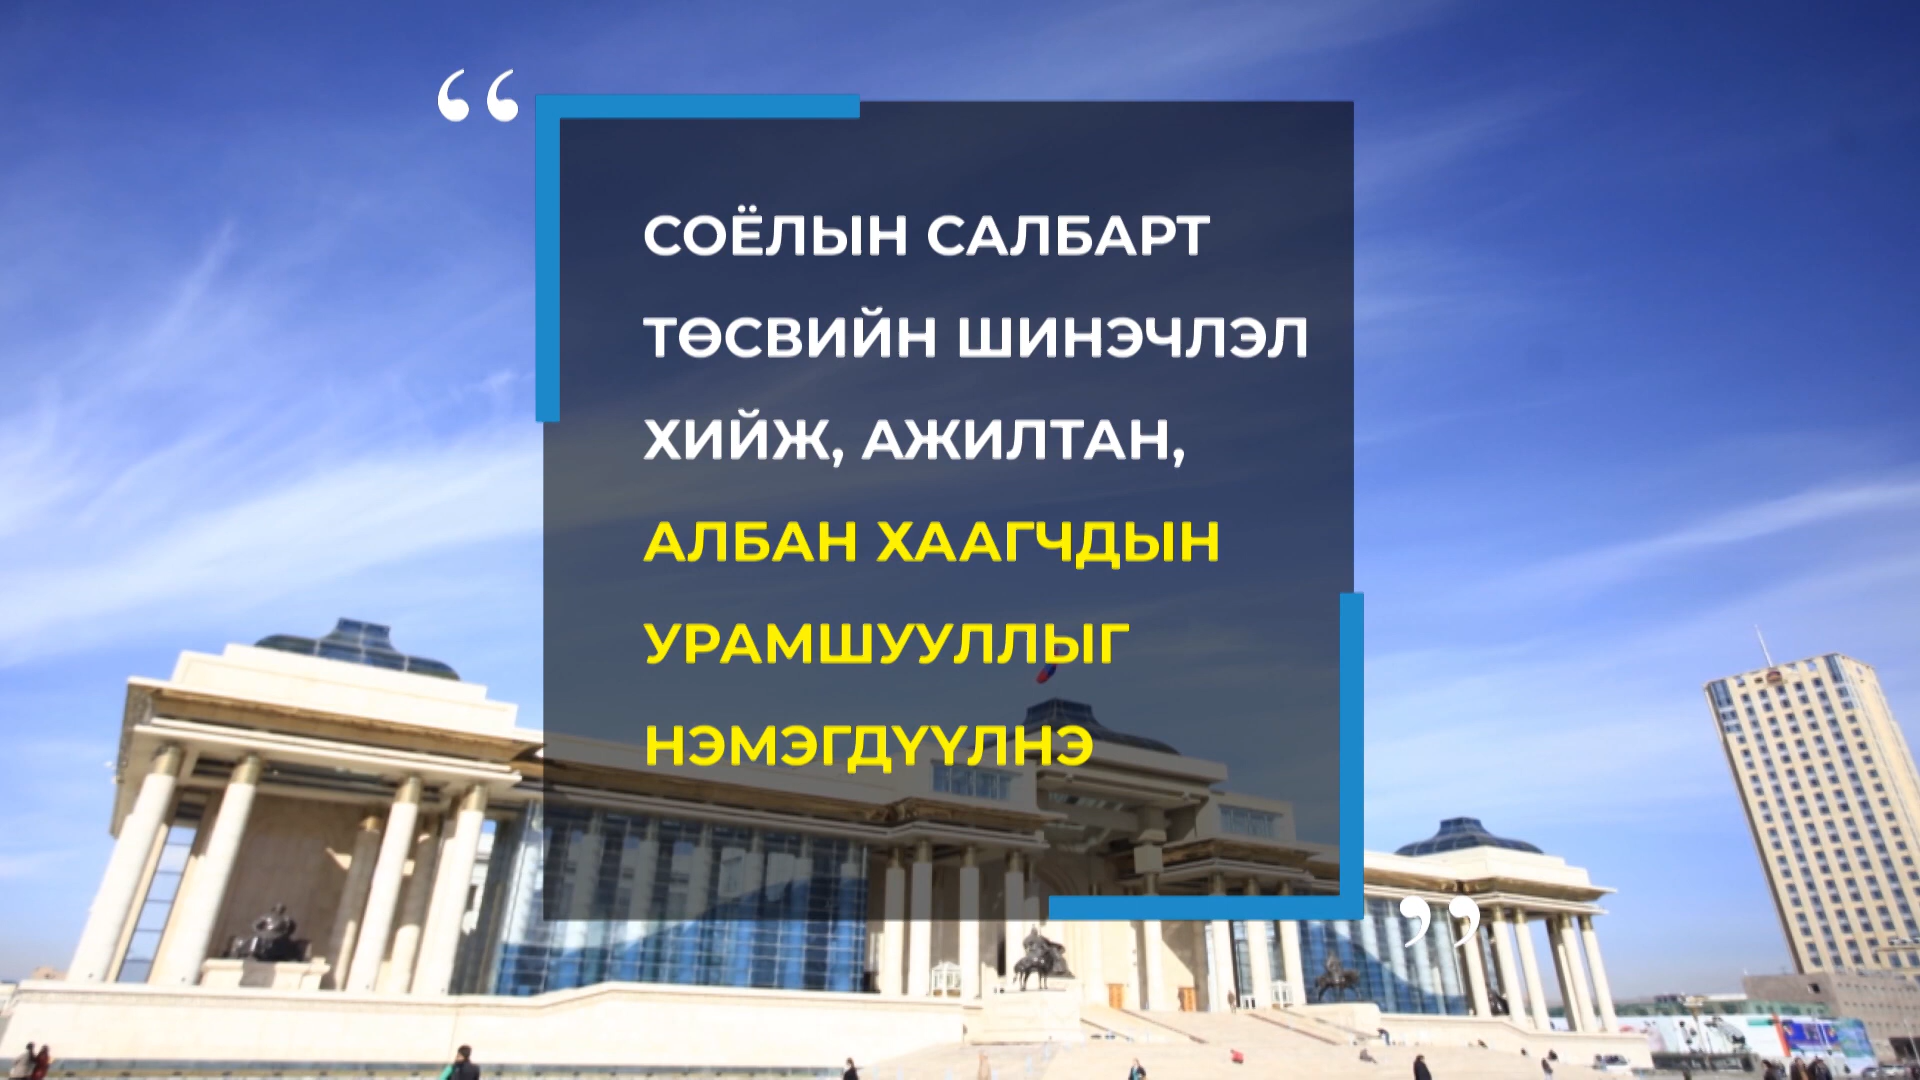 СОЁЛЫН САЛБАРТ
ТӨСВИЙН ШИНЭЧЛЭЛ
ХИЙЖ, АЖИЛТАН,
АЛБАН ХААГЧДЫН
УРАМШУУЛЛЫГ
НЭМЭГДҮҮЛНЭ